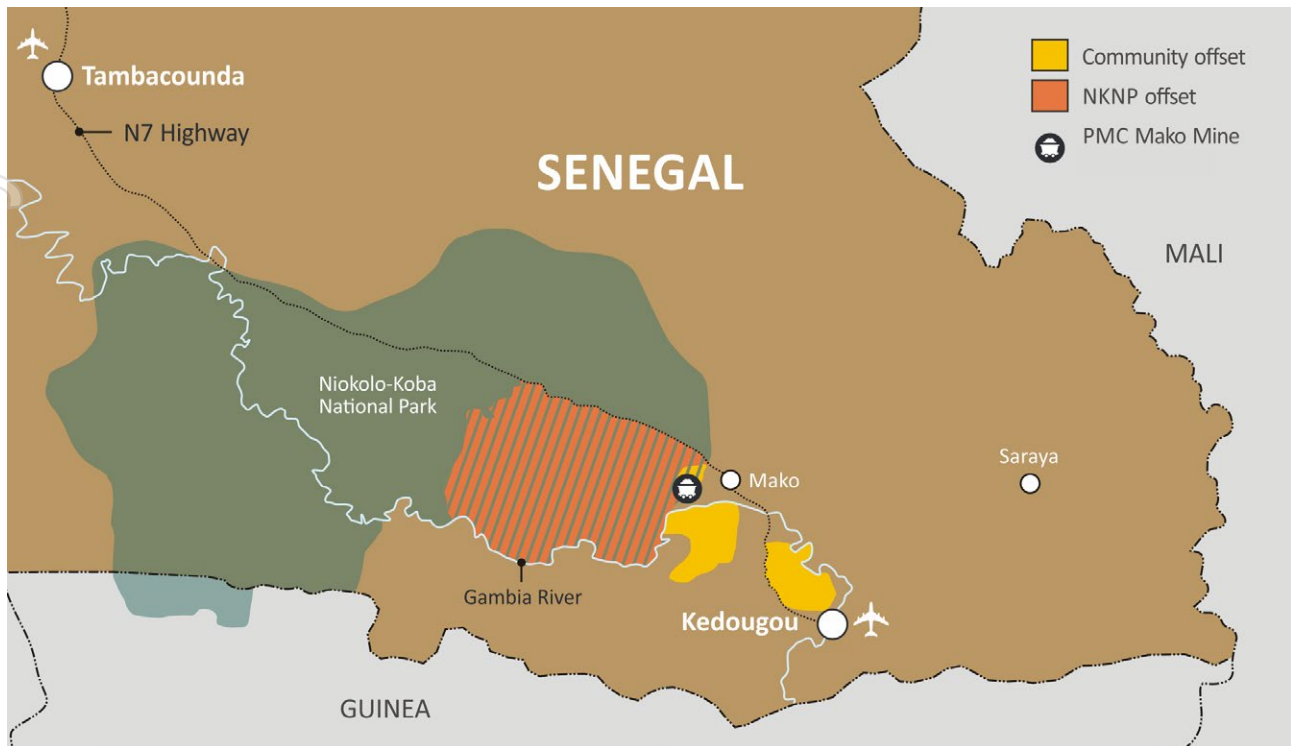 Tambacounda
N7 Highway
SENEGAL
Community offset
NKNP offset
PMC Mako Mine
MALI
Niokolo-Koba
National Park
Mako
Saraya
Gambia River
Kedougou
GUINEA